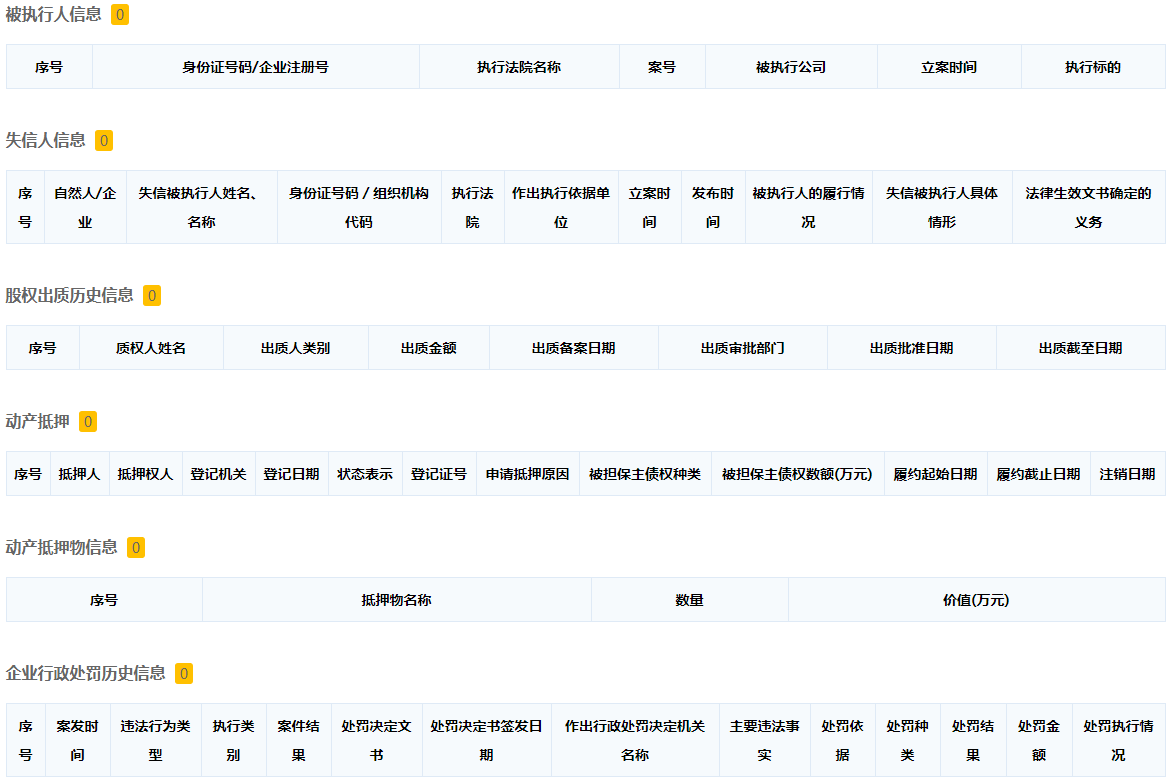 被执行人信息 0
序号 身份证号码/企业注册号 执行法院名称 案号 被执行公司 立案时间 执行标的
失信人信息 0
序 自然人/企 失信被执行人姓名、 身份证号码 / 组织机构 执行法 作出执行依据单 立案时 发布时 被执行人的履行情 失信被执行人具体 法律生效文书确定的
号 业 名称 代码 院 位 间 间 况 情形 义务
股权出质历史信息 0
序号 质权人姓名 出质人类别 出质金额 出质备案日期 出质审批部门 出质批准日期 出质截至日期
动产抵押 0
序号 抵押人 抵押权人 登记机关 登记日期 状态表示 登记证号 申请抵押原因 被担保主债权种类 被担保主债权数额(万元) 履约起始日期 履约截止日期 注销日期
动产抵押物信息 0
序号 抵押物名称 数量 价值(万元)
企业行政处罚历史信息 0
序 案发时 违法行为类 执行类 案件结 处罚决定文 处罚决定书签发日 作出行政处罚决定机关 主要违法事 处罚依 处罚种 处罚结 处罚金 处罚执行情
号 间 型 别 果 书 期 名称 实 据 类 果 额 况